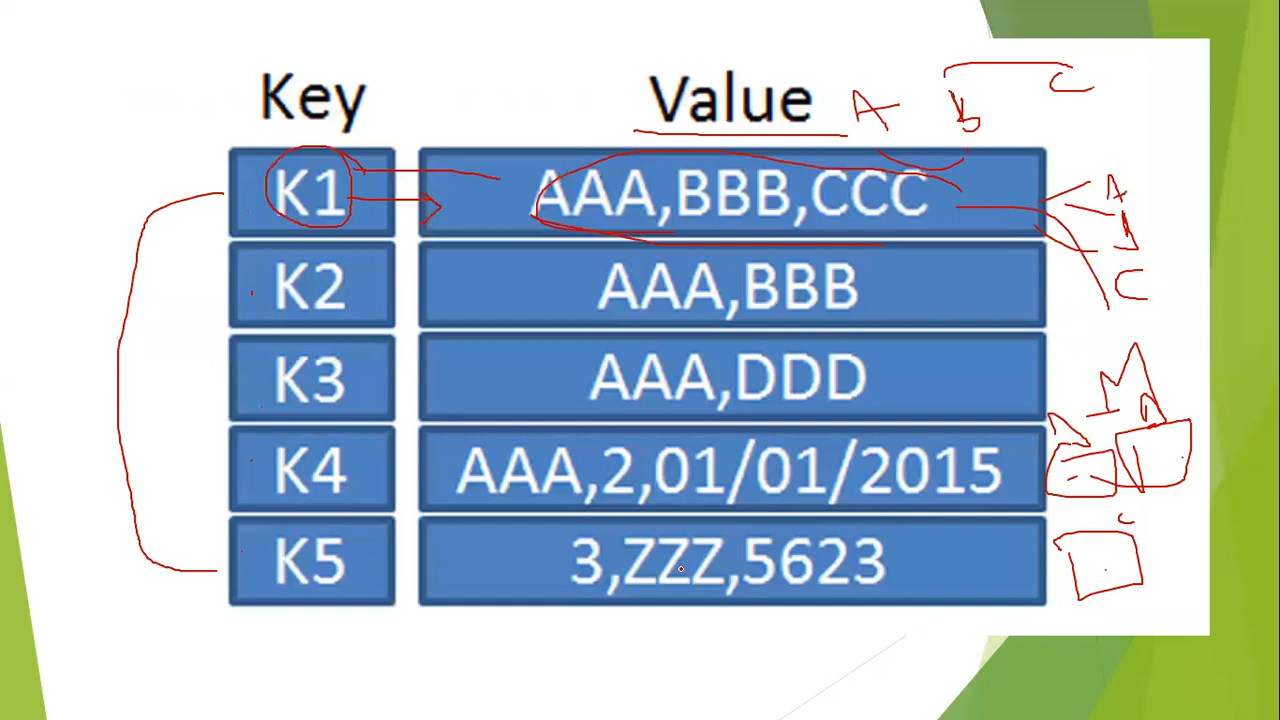 Key Value A B C
K1 AAA,BBB,CCC A
K2 AAA,BBB C
K3 AAA,DDD
K4 AAA,2,01/01/2015
K5 3,ZZZ,5623